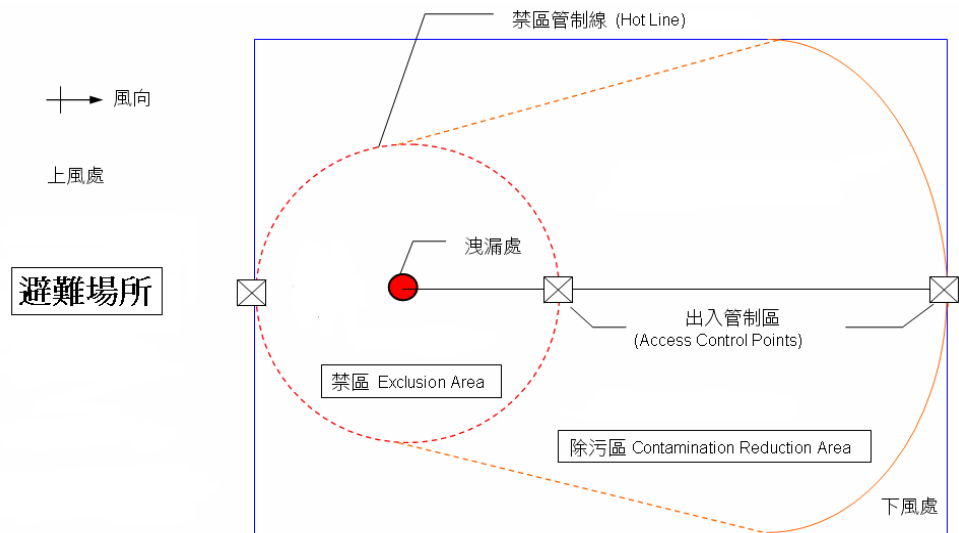 禁區管制線 (Hot Line)
風向
上風處
洩漏處
避難場所
出入管制區
(Access Control Points)
禁區 Exclusion Area
除污區 Contamination Reduction Area
下風處